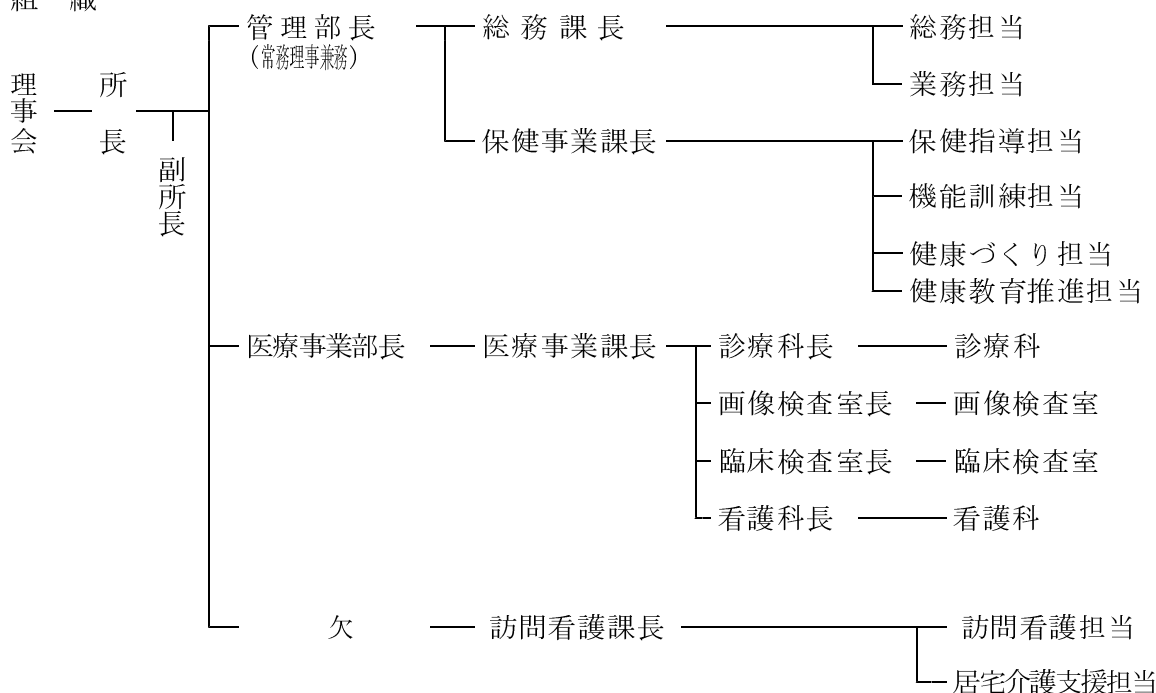 組織
理事会
所長
副所長
管理部長
（常務理事兼務）
総務課長
総務担当
業務担当
保健事業課長
保健指導担当
機能訓練担当
健康づくり担当
健康教育推進担当
医療事業部長
医療事業課長
診療科長
診療科
画像検査室長
画像検査室
臨床検査室長
臨床検査室
看護科長
看護科
欠
訪問看護課長
訪問看護担当
居宅介護支援担当